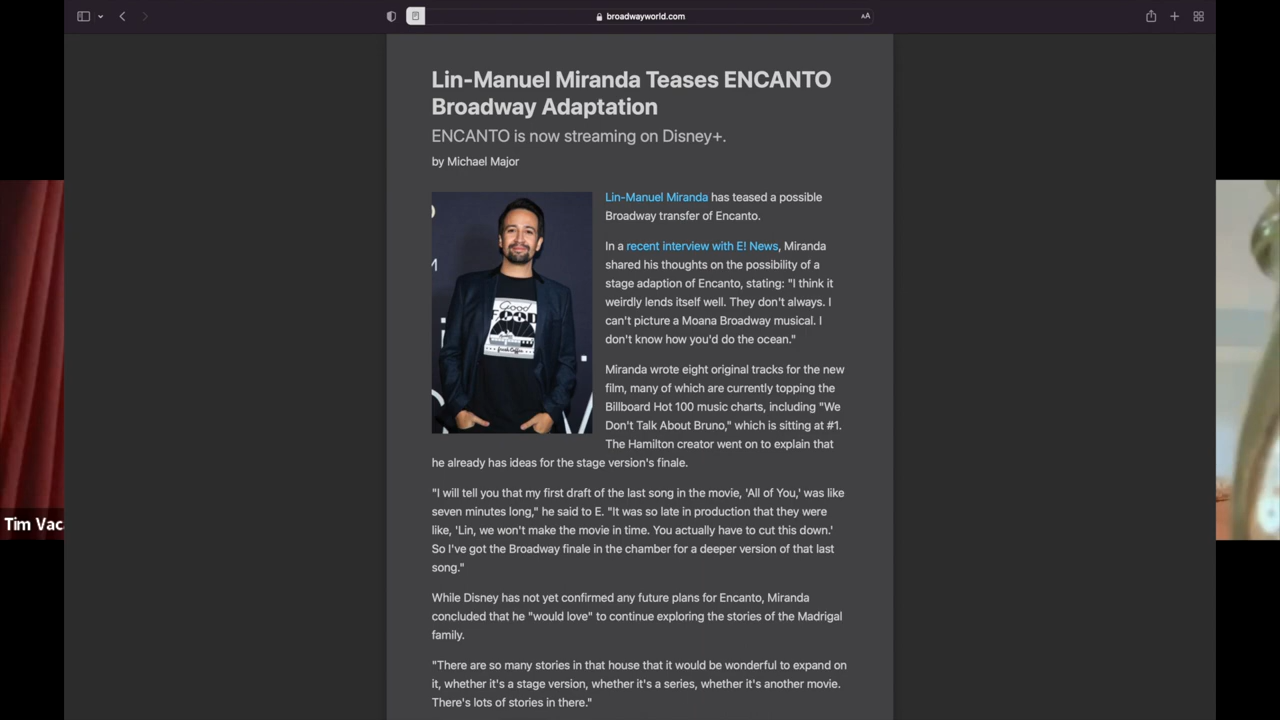 broadwayworld.com
AA
Lin-Manuel Miranda Teases ENCANTO
Broadway Adaptation
ENCANTO is now streaming on Disney+.
by Michael Major
Good
FOOD
fresh Coffee
Lin-Manuel Miranda has teased a possible
Broadway transfer of Encanto.
In a recent interview with E! News, Miranda
shared his thoughts on the possibility of a
stage adaption of Encanto, stating: "I think it
weirdly lends itself well. They don't always. I
can't picture a Moana Broadway musical. I
don't know how you'd do the ocean."
Miranda wrote eight original tracks for the new
film, many of which are currently topping the
Billboard Hot 100 music charts, including "We
Don't Talk About Bruno," which is sitting at #1.
The Hamilton creator went on to explain that
he already has ideas for the stage version's finale.
"I will tell you that my first draft of the last song in the movie, 'All of You,' was like
seven minutes long," he said to E. "It was so late in production that they were
like, 'Lin, we won't make the movie in time. You actually have to cut this down.'
So I've got the Broadway finale in the chamber for a deeper version of that last
song."
While Disney has not yet confirmed any future plans for Encanto, Miranda
concluded that he "would love" to continue exploring the stories of the Madrigal
family.
"There are so many stories in that house that it would be wonderful to expand on
it, whether it's a stage version, whether it's a series, whether it's another movie.
There's lots of stories in there."
Tim Vac